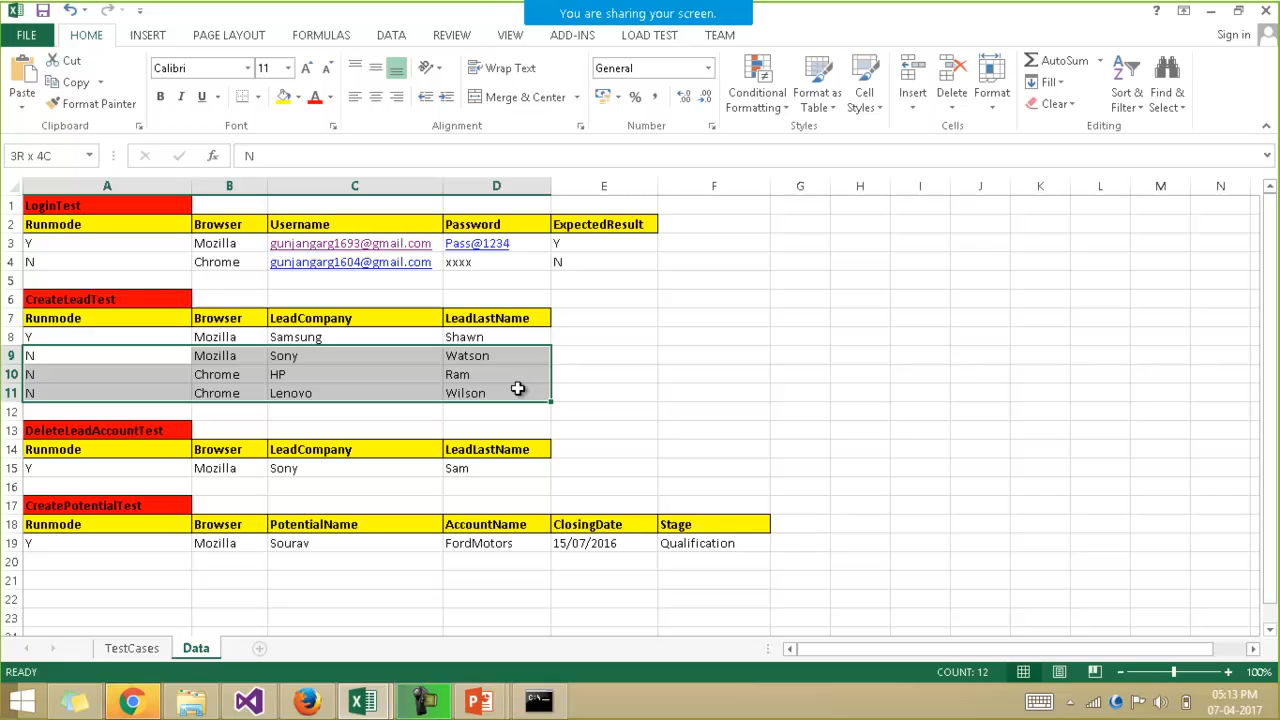 You are sharing your screen.
FILE HOME INSERT PAGE LAYOUT FORMULAS DATA REVIEW VIEW ADD-INS LOAD TEST TEAM Sign in
Paste
Cut
Copy
Format Painter
Clipboard
Calibri 11
B I U A
Font
Wrap Text
Merge & Center
Alignment
General
%
Number
Conditional Formatting
Format as Table
Cell Styles
Styles
Insert Delete Format
Cells
AutoSum
Fill
Clear
Sort & Filter
Find & Select
Editing
3R x 4C fx N
A B C D E F G H I J K L M N
1 LoginTest
2 Runmode Browser Username Password ExpectedResult
3 Y Mozilla gunjangarg1693@gmail.com Pass@1234 Y
4 N Chrome gunjangarg1604@gmail.com xxxx N
5
6 CreateLeadTest
7 Runmode Browser LeadCompany LeadLastName
8 Y Mozilla Samsung Shawn
9 N Mozilla Sony Watson
10 N Chrome HP Ram
11 N Chrome Lenovo Wilson
12
13 DeleteLeadAccountTest
14 Runmode Browser LeadCompany LeadLastName
15 Y Mozilla Sony Sam
16
17 CreatePotentialTest
18 Runmode Browser PotentialName AccountName ClosingDate Stage
19 Y Mozilla Sourav FordMotors 15/07/2016 Qualification
20
21
22
23
24
TestCases Data
READY COUNT: 12 100%
05:13 PM
07-04-2017